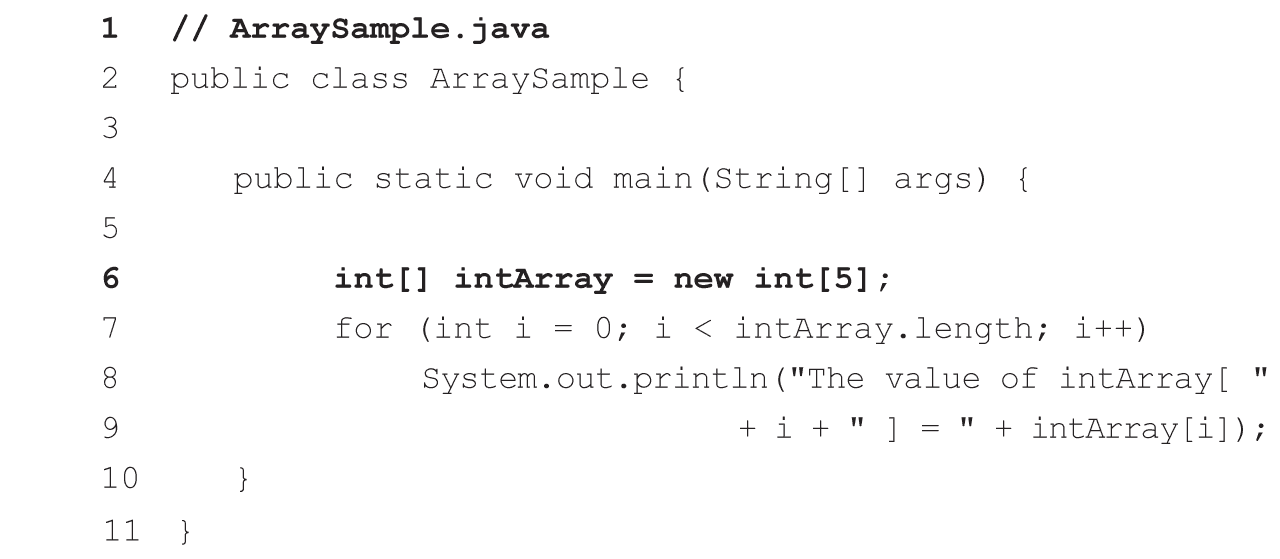 1 // ArraySample.java
2 public class ArraySample {
3
4 public static void main(String[] args) {
5
6 int[] intArray = new int[5];
7 for (int i = 0; i < intArray.length; i++)
8 System.out.println("The value of intArray[ "
9 + i + " ] = " + intArray[i]);
10 }
11 }